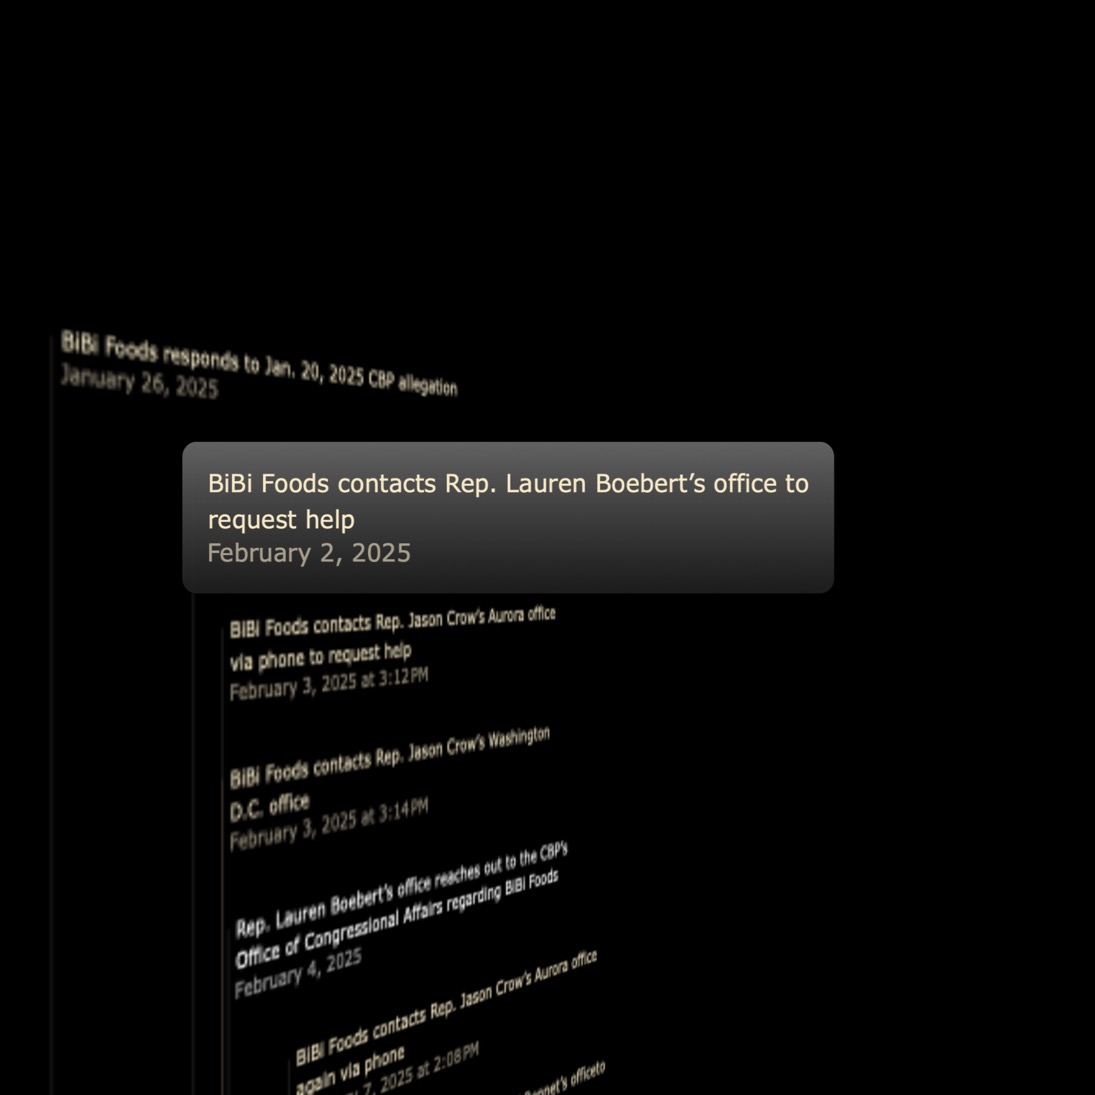 BiBi Foods responds to Jan. 20, 2025 CBP allegation
January 26, 2025
BiBi Foods contacts Rep. Lauren Boebert’s office to
request help
February 2, 2025
BiBi Foods contacts Rep. Jason Crow’s Aurora office
via phone to request help
February 3, 2025 at 3:12PM
BiBi Foods contacts Rep. Jason Crow’s Washington
D.C. office
February 3, 2025 at 3:14PM
Rep. Lauren Boebert’s office reaches out to the CBP’s
Office of Congressional Affairs regarding BiBi Foods
February 4, 2025
BiBi Foods contacts Rep. Jason Crow’s Aurora office
again via phone
7, 2025 at 2:08PM
officeto